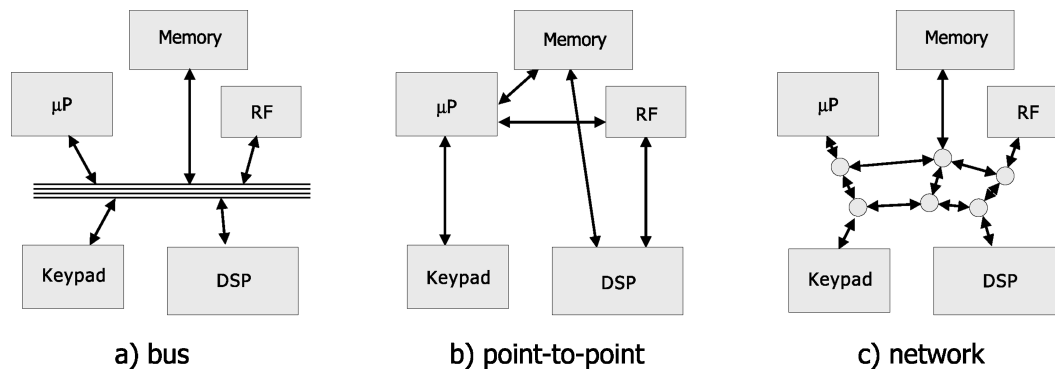 Memory
μP
RF
Keypad
DSP
a) bus
Memory
μP
RF
Keypad
DSP
b) point-to-point
Memory
μP
RF
Keypad
DSP
c) network